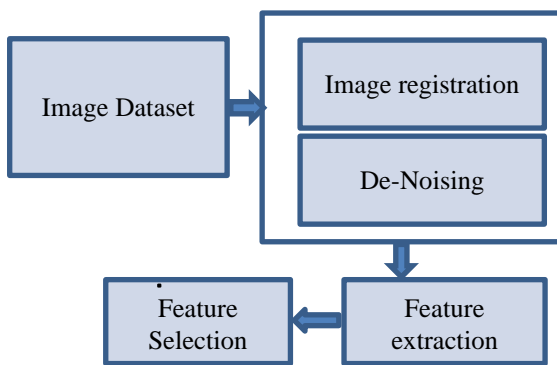 Image Dataset
Image registration
De-Noising
Feature
Selection
Feature
extraction